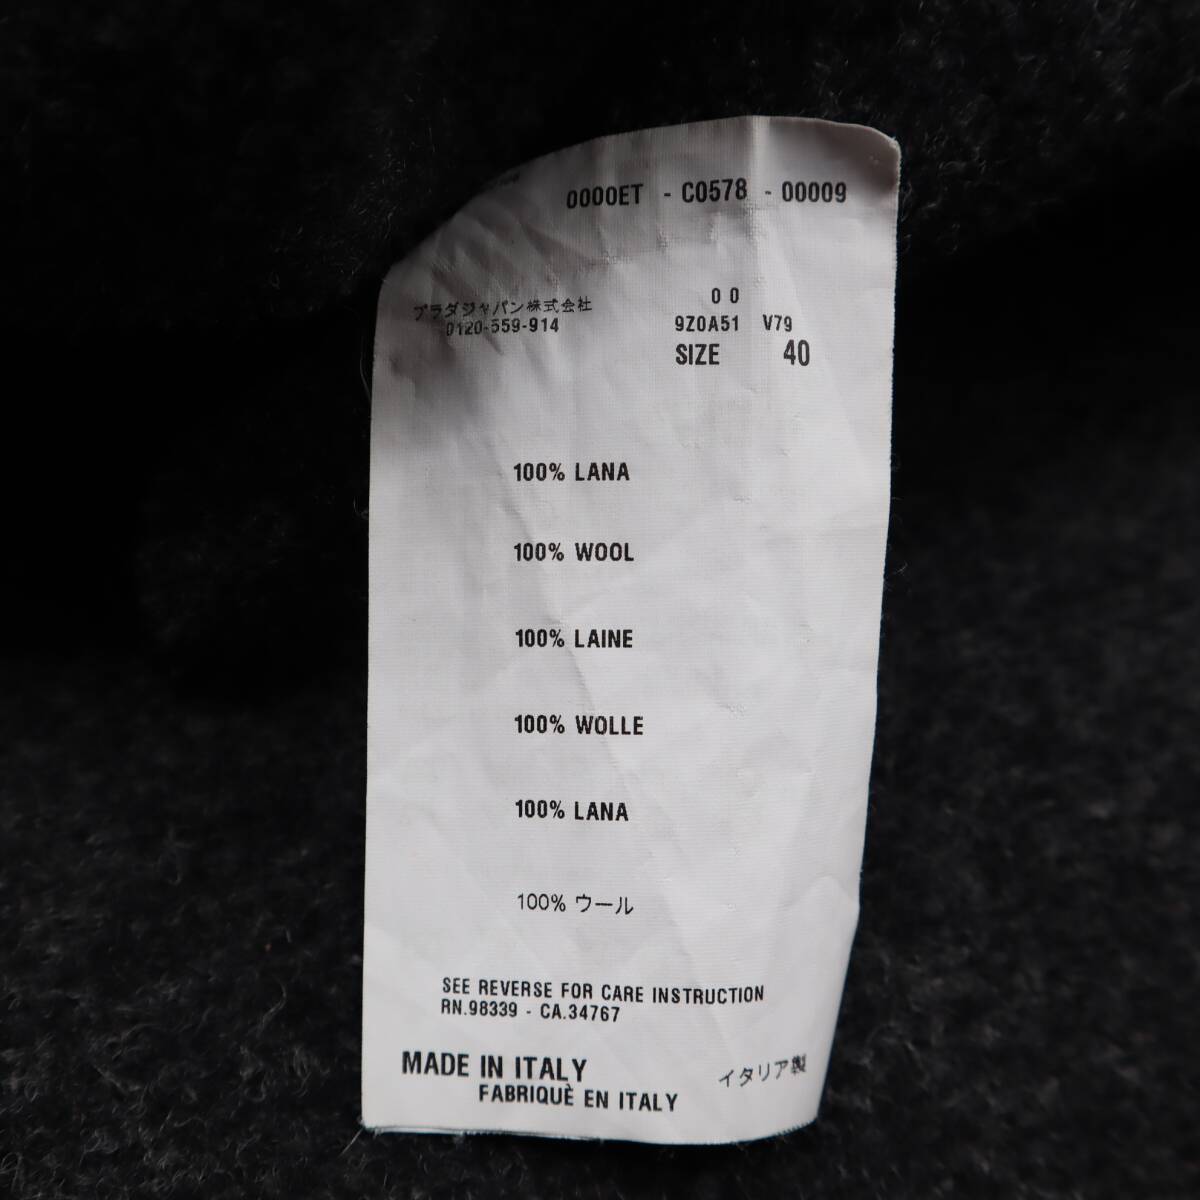 0000ET - C0578 - 00009
プラダジャパン株式会社
0120-559-914
0 0
9Z0A51 V79
SIZE 40
100% LANA
100% WOOL
100% LAINE
100% WOLLE
100% LANA
100% ウール
SEE REVERSE FOR CARE INSTRUCTION
RN.98339 - CA.34767
MADE IN ITALY
FABRIQUÈ EN ITALY
イタリア製